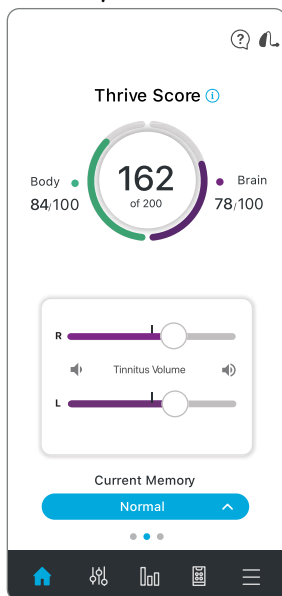 Thrive Score
Body
84/100
162
of 200
Brain
78/100
R
Tinnitus Volume
L
Current Memory
Normal